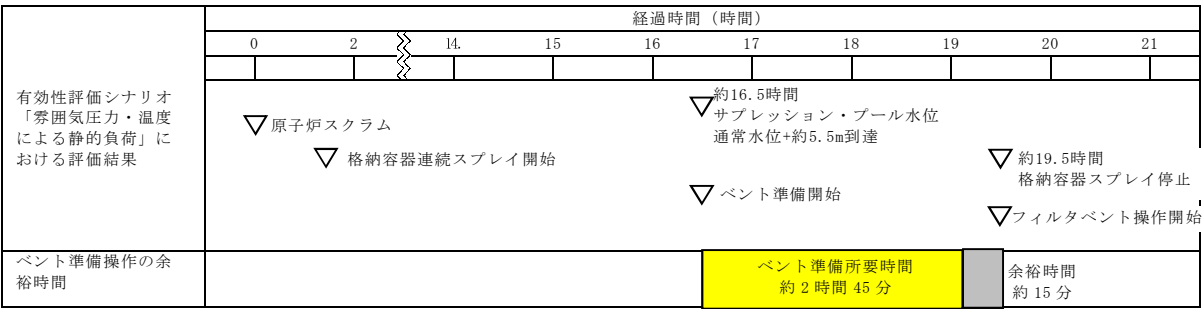 経過時間（時間）
0 2 14. 15 16 17 18 19 20 21
有効性評価シナリオ
「雰囲気圧力・温度
による静的負荷」に
おける評価結果
原子炉スクラム
格納容器連続スプレイ開始
約16.5時間
サプレッション・プール水位
通常水位+約5.5m到達
ベント準備開始
約19.5時間
格納容器スプレイ停止
フィルタベント操作開始
ベント準備操作の余
裕時間
ベント準備所要時間
約 2 時間 45 分
余裕時間
約 15 分